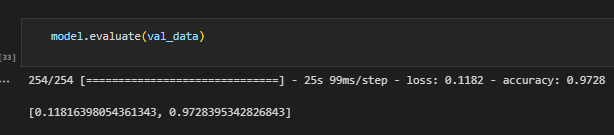 model.evaluate(val_data)
[33]
... 254/254 [==============================] - 25s 99ms/step - loss: 0.1182 - accuracy: 0.9728
[0.11816398054361343, 0.9728395342826843]